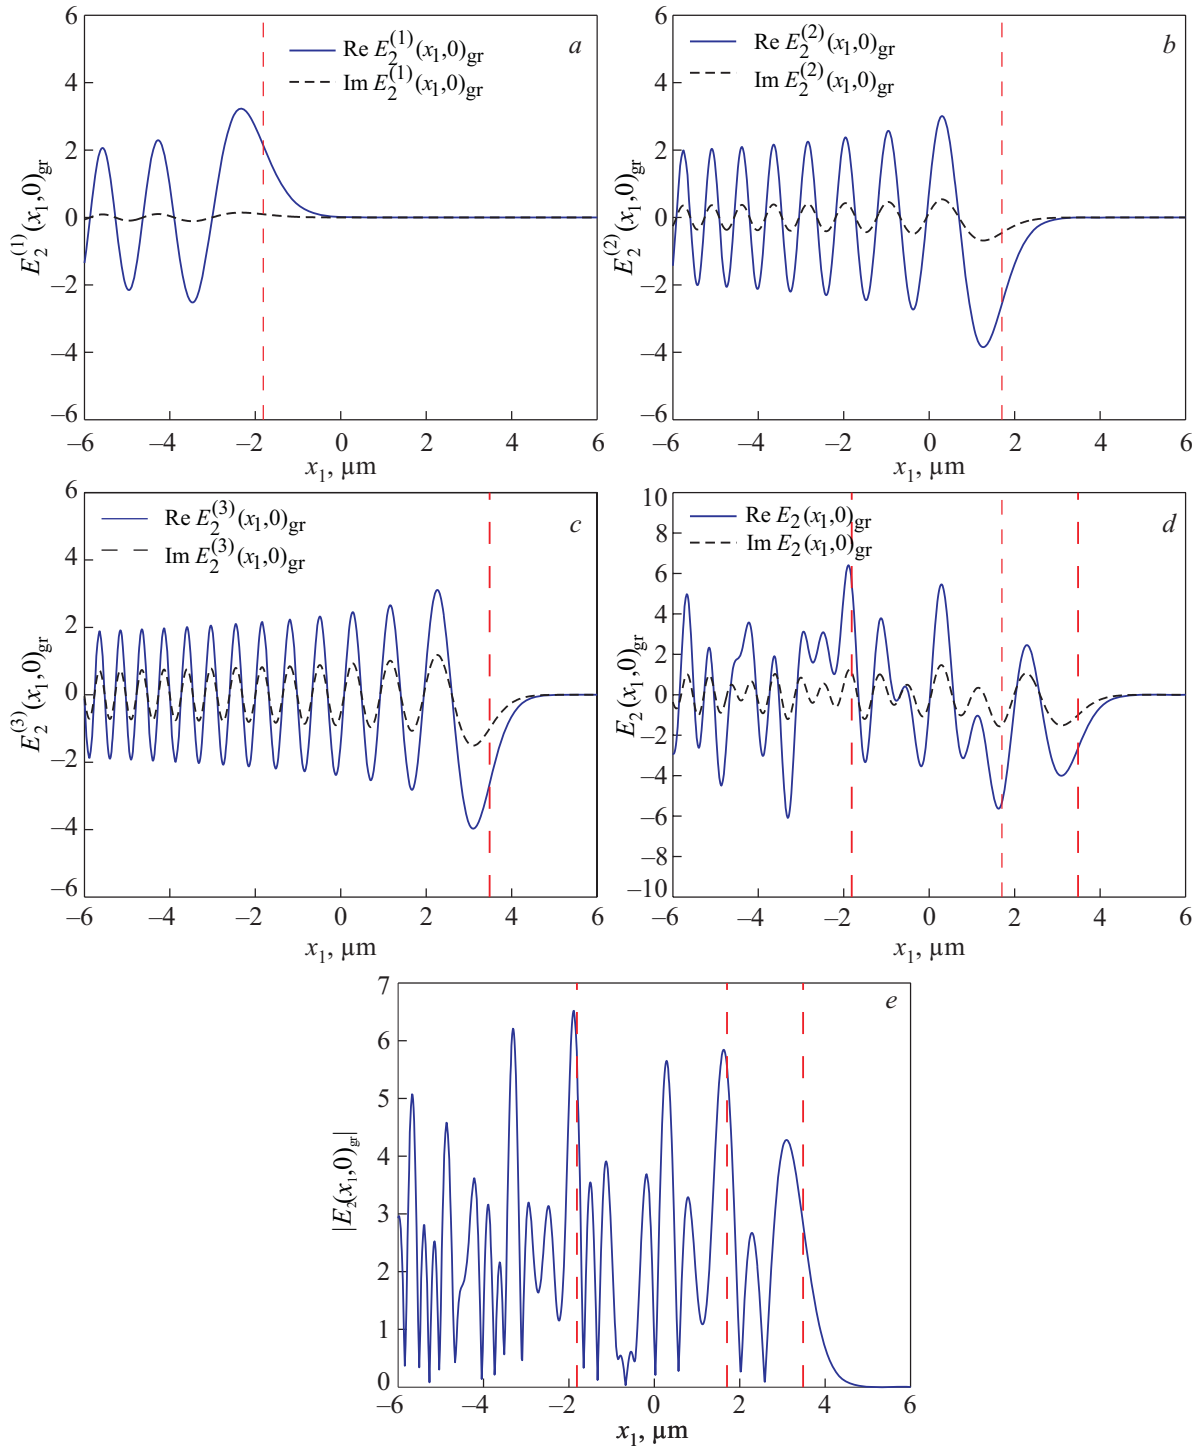 6
4
2
0
−2
−4
−6
−6 −4 −2 0 2 4 6
E₂⁽¹⁾(x₁,0)gr
x₁, μm
Re E₂⁽¹⁾(x₁,0)gr
Im E₂⁽¹⁾(x₁,0)gr
a
6
4
2
0
−2
−4
−6
−6 −4 −2 0 2 4 6
E₂⁽²⁾(x₁,0)gr
x₁, μm
Re E₂⁽²⁾(x₁,0)gr
Im E₂⁽²⁾(x₁,0)gr
b
6
4
2
0
−2
−4
−6
−6 −4 −2 0 2 4 6
E₂⁽³⁾(x₁,0)gr
x₁, μm
Re E₂⁽³⁾(x₁,0)gr
Im E₂⁽³⁾(x₁,0)gr
c
10
8
6
4
2
0
−2
−4
−6
−8
−10
−6 −4 −2 0 2 4 6
E₂(x₁,0)gr
x₁, μm
Re E₂(x₁,0)gr
Im E₂(x₁,0)gr
d
7
6
5
4
3
2
1
0
−6 −4 −2 0 2 4 6
|E₂(x₁,0)gr|
x₁, μm
e